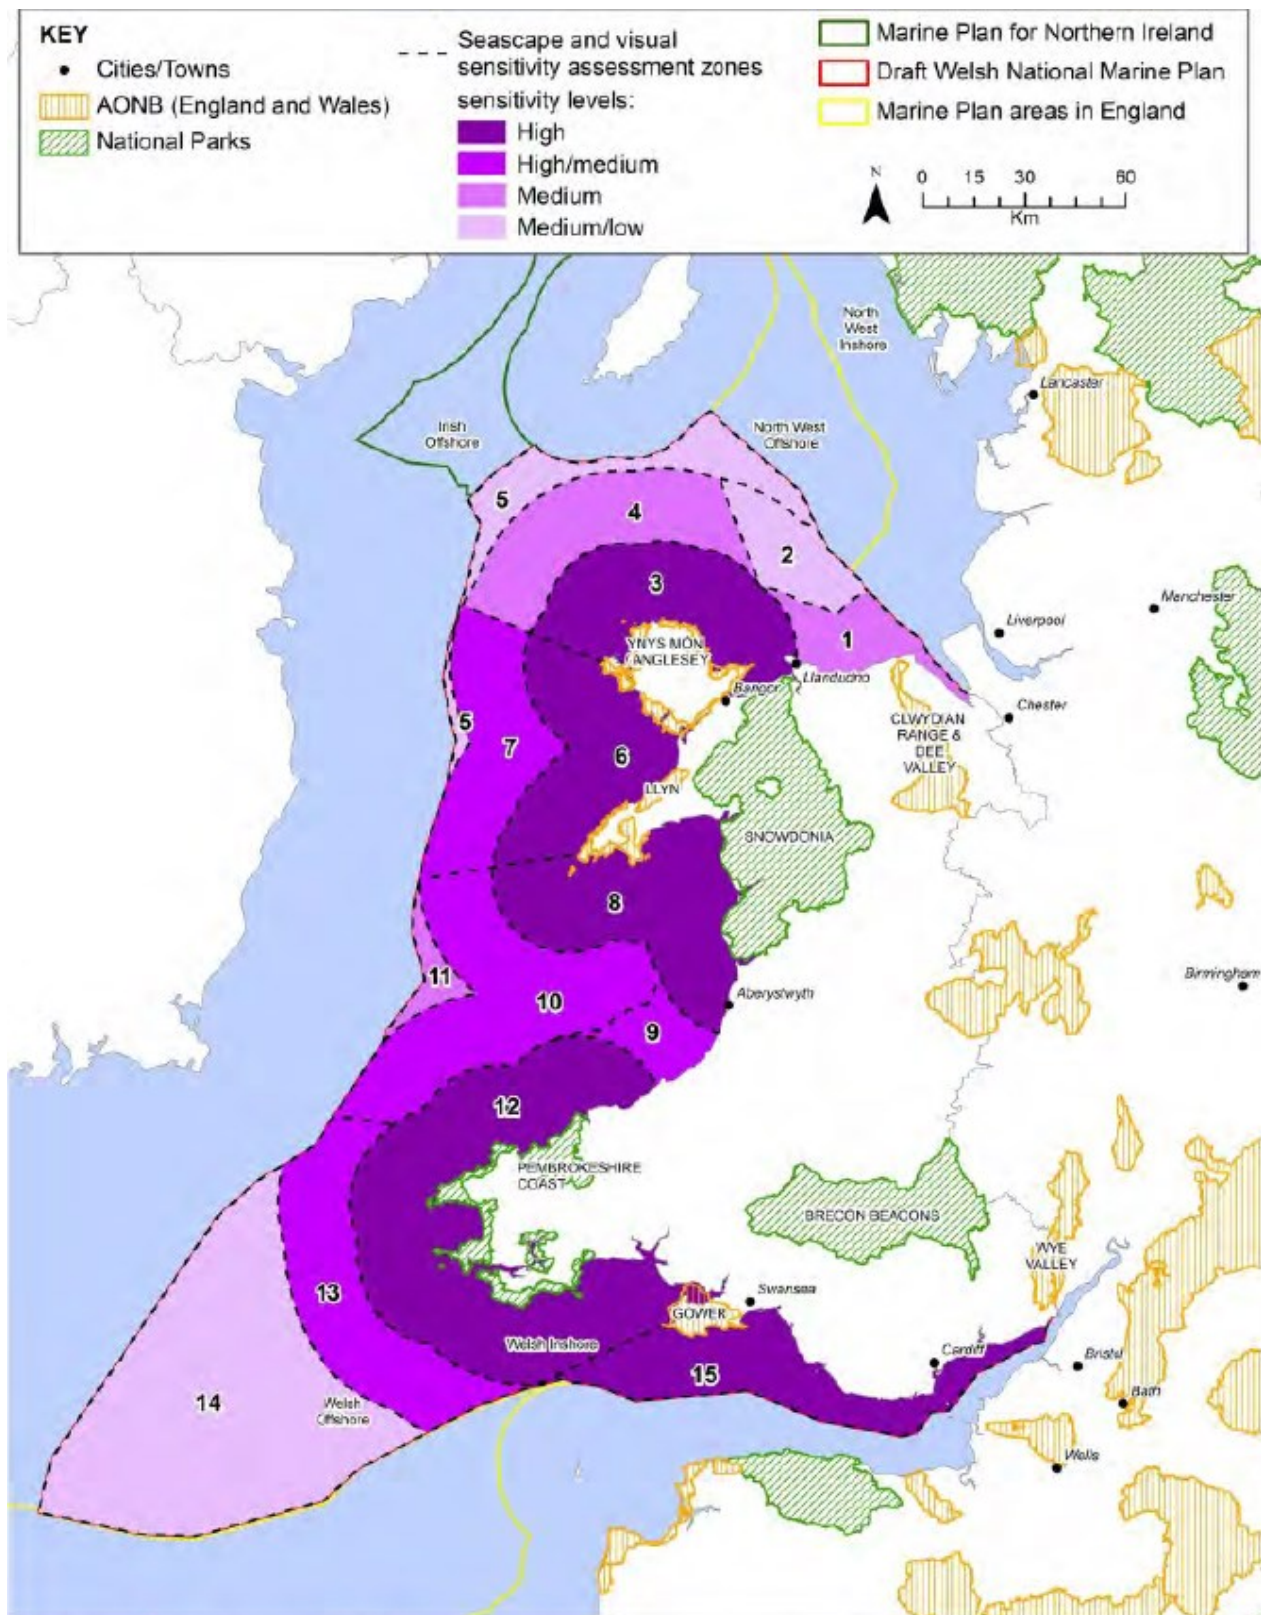 KEY
Cities/Towns
AONB (England and Wales)
National Parks
Seascape and visual
sensitivity assessment zones
sensitivity levels:
High
High/medium
Medium
Medium/low
Marine Plan for Northern Ireland
Draft Welsh National Marine Plan
Marine Plan areas in England
N
0 15 30 60
Km
North
West
Inshore
Lancaster
Irish
Offshore
North West
Offshore
5
4
2
3
Manchester
Liverpool
1
YNYS MÔN
/ANGLESEY
Llandudno
Bangor
Chester
5
7
6
CLWYDIAN
RANGE &
DEE
VALLEY
LLYN
SNOWDONIA
8
11
10
Birmingham
Aberystwyth
9
12
PEMBROKESHIRE
COAST
BRECON BEACONS
WYE
VALLEY
13
Swansea
GOWER
Welsh Inshore
15
Cardiff
Bristol
14
Welsh
Offshore
Bath
Wells